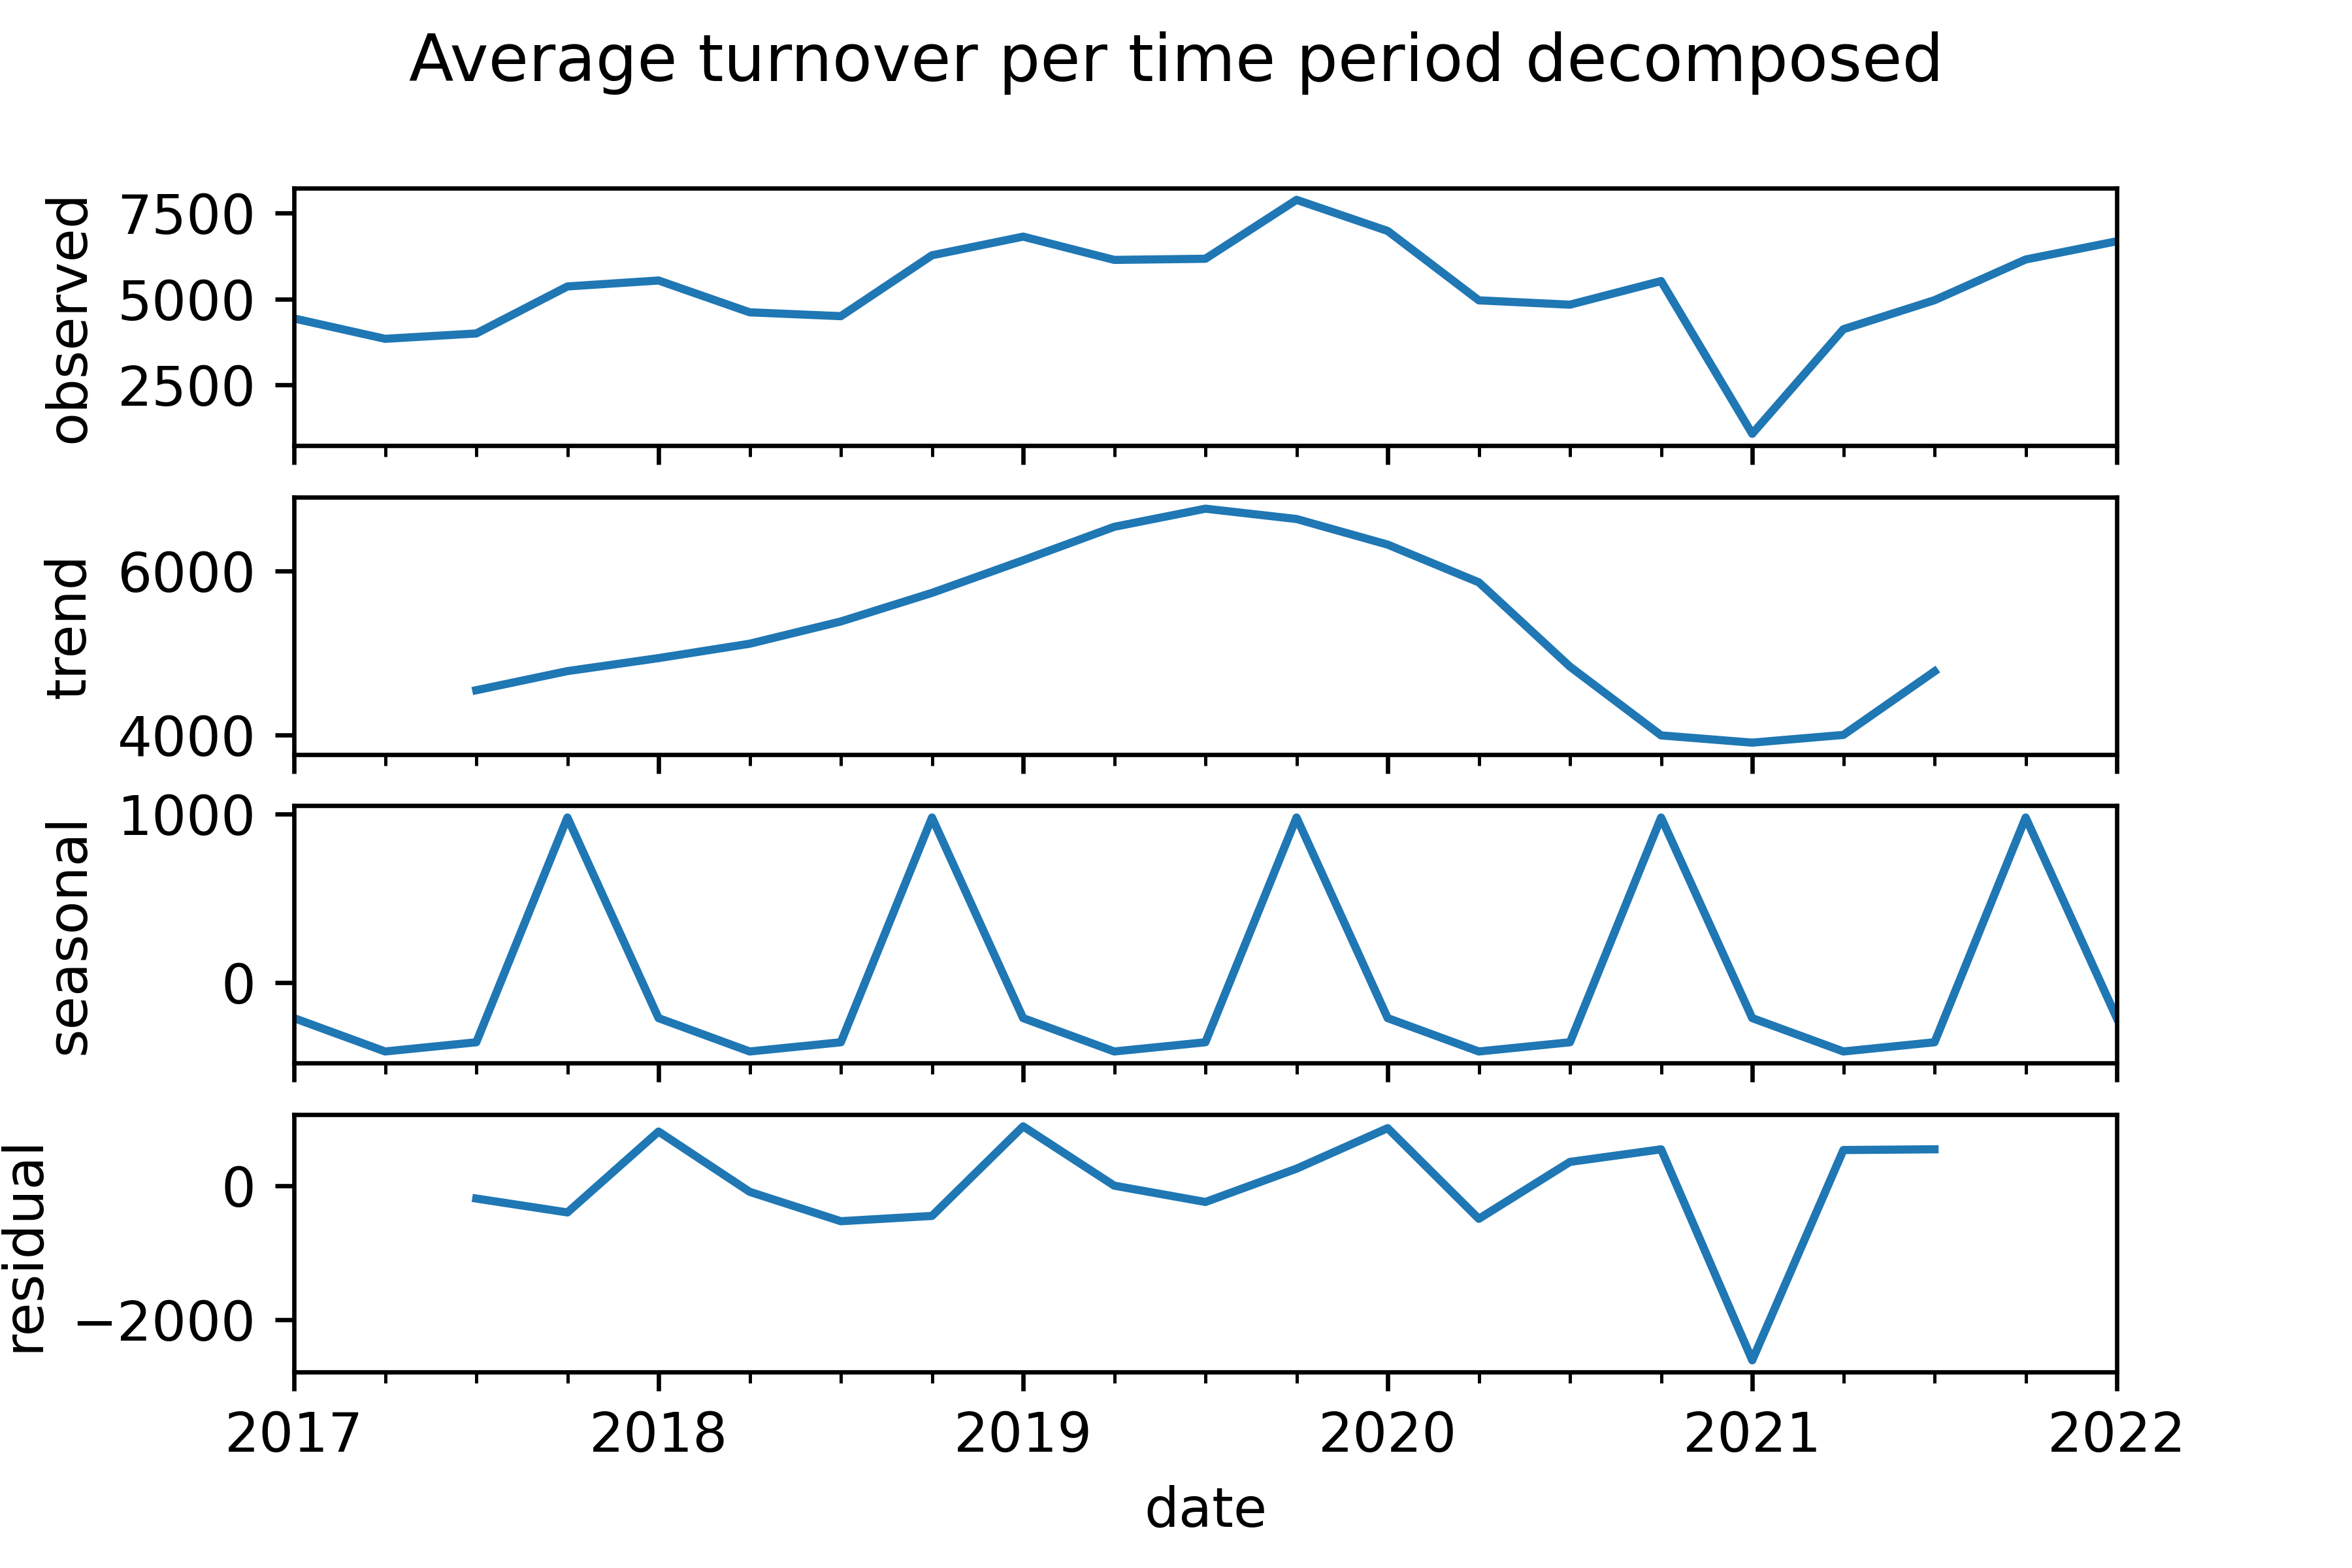 Average turnover per time period decomposed
observed
7500
5000
2500
trend
6000
4000
seasonal
1000
0
residual
0
−2000
2017 2018 2019 2020 2021 2022
date